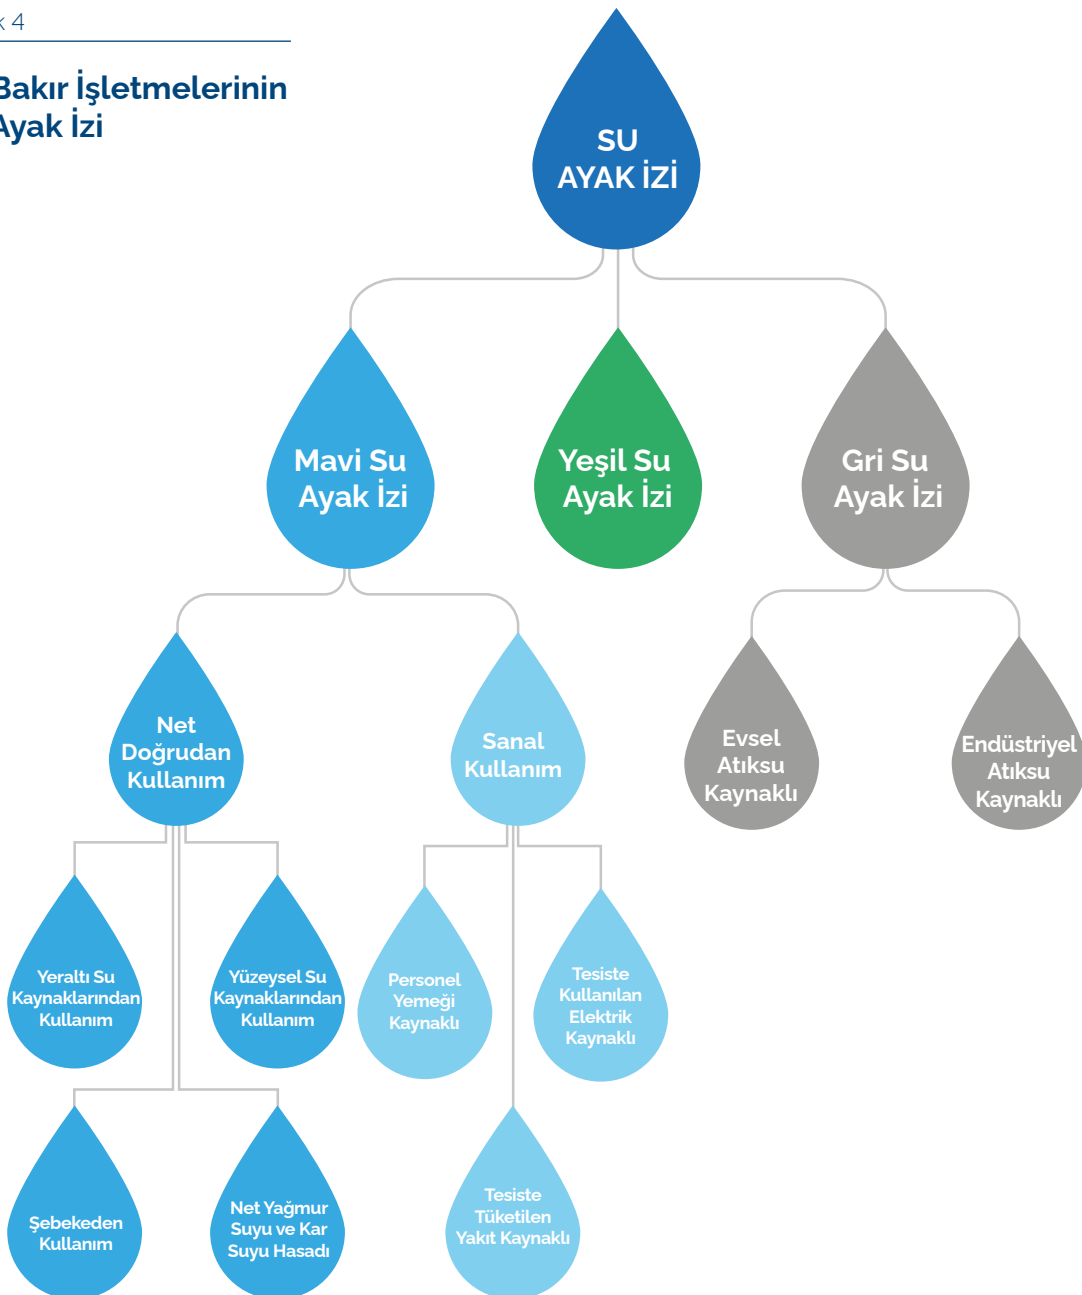 k 4
Bakır İşletmelerinin
Ayak İzi
SU
AYAK İZİ
Mavi Su
Ayak İzi
Yeşil Su
Ayak İzi
Gri Su
Ayak İzi
Net
Doğrudan
Kullanım
Sanal
Kullanım
Evsel
Atıksu
Kaynaklı
Endüstriyel
Atıksu
Kaynaklı
Yeraltı Su
Kaynaklarından
Kullanım
Yüzeysel Su
Kaynaklarından
Kullanım
Personel
Yemeği
Kaynaklı
Tesiste
Kullanılan
Elektrik
Kaynaklı
Şebekeden
Kullanım
Net Yağmur
Suyu ve Kar
Suyu Hasadı
Tesiste
Tüketilen
Yakıt Kaynaklı